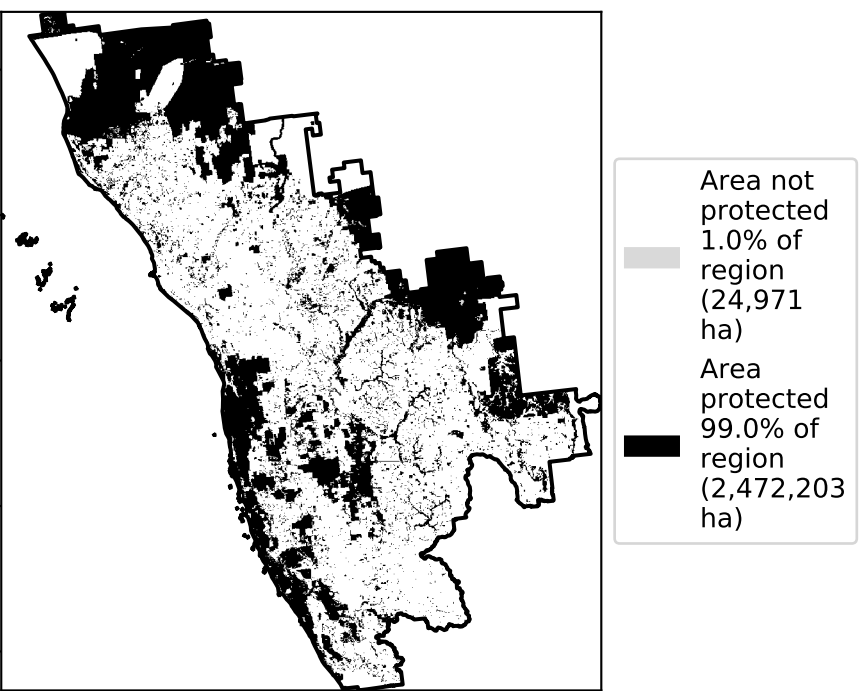 Area not
protected
1.0% of
region
(24,971
ha)
Area
protected
99.0% of
region
(2,472,203
ha)